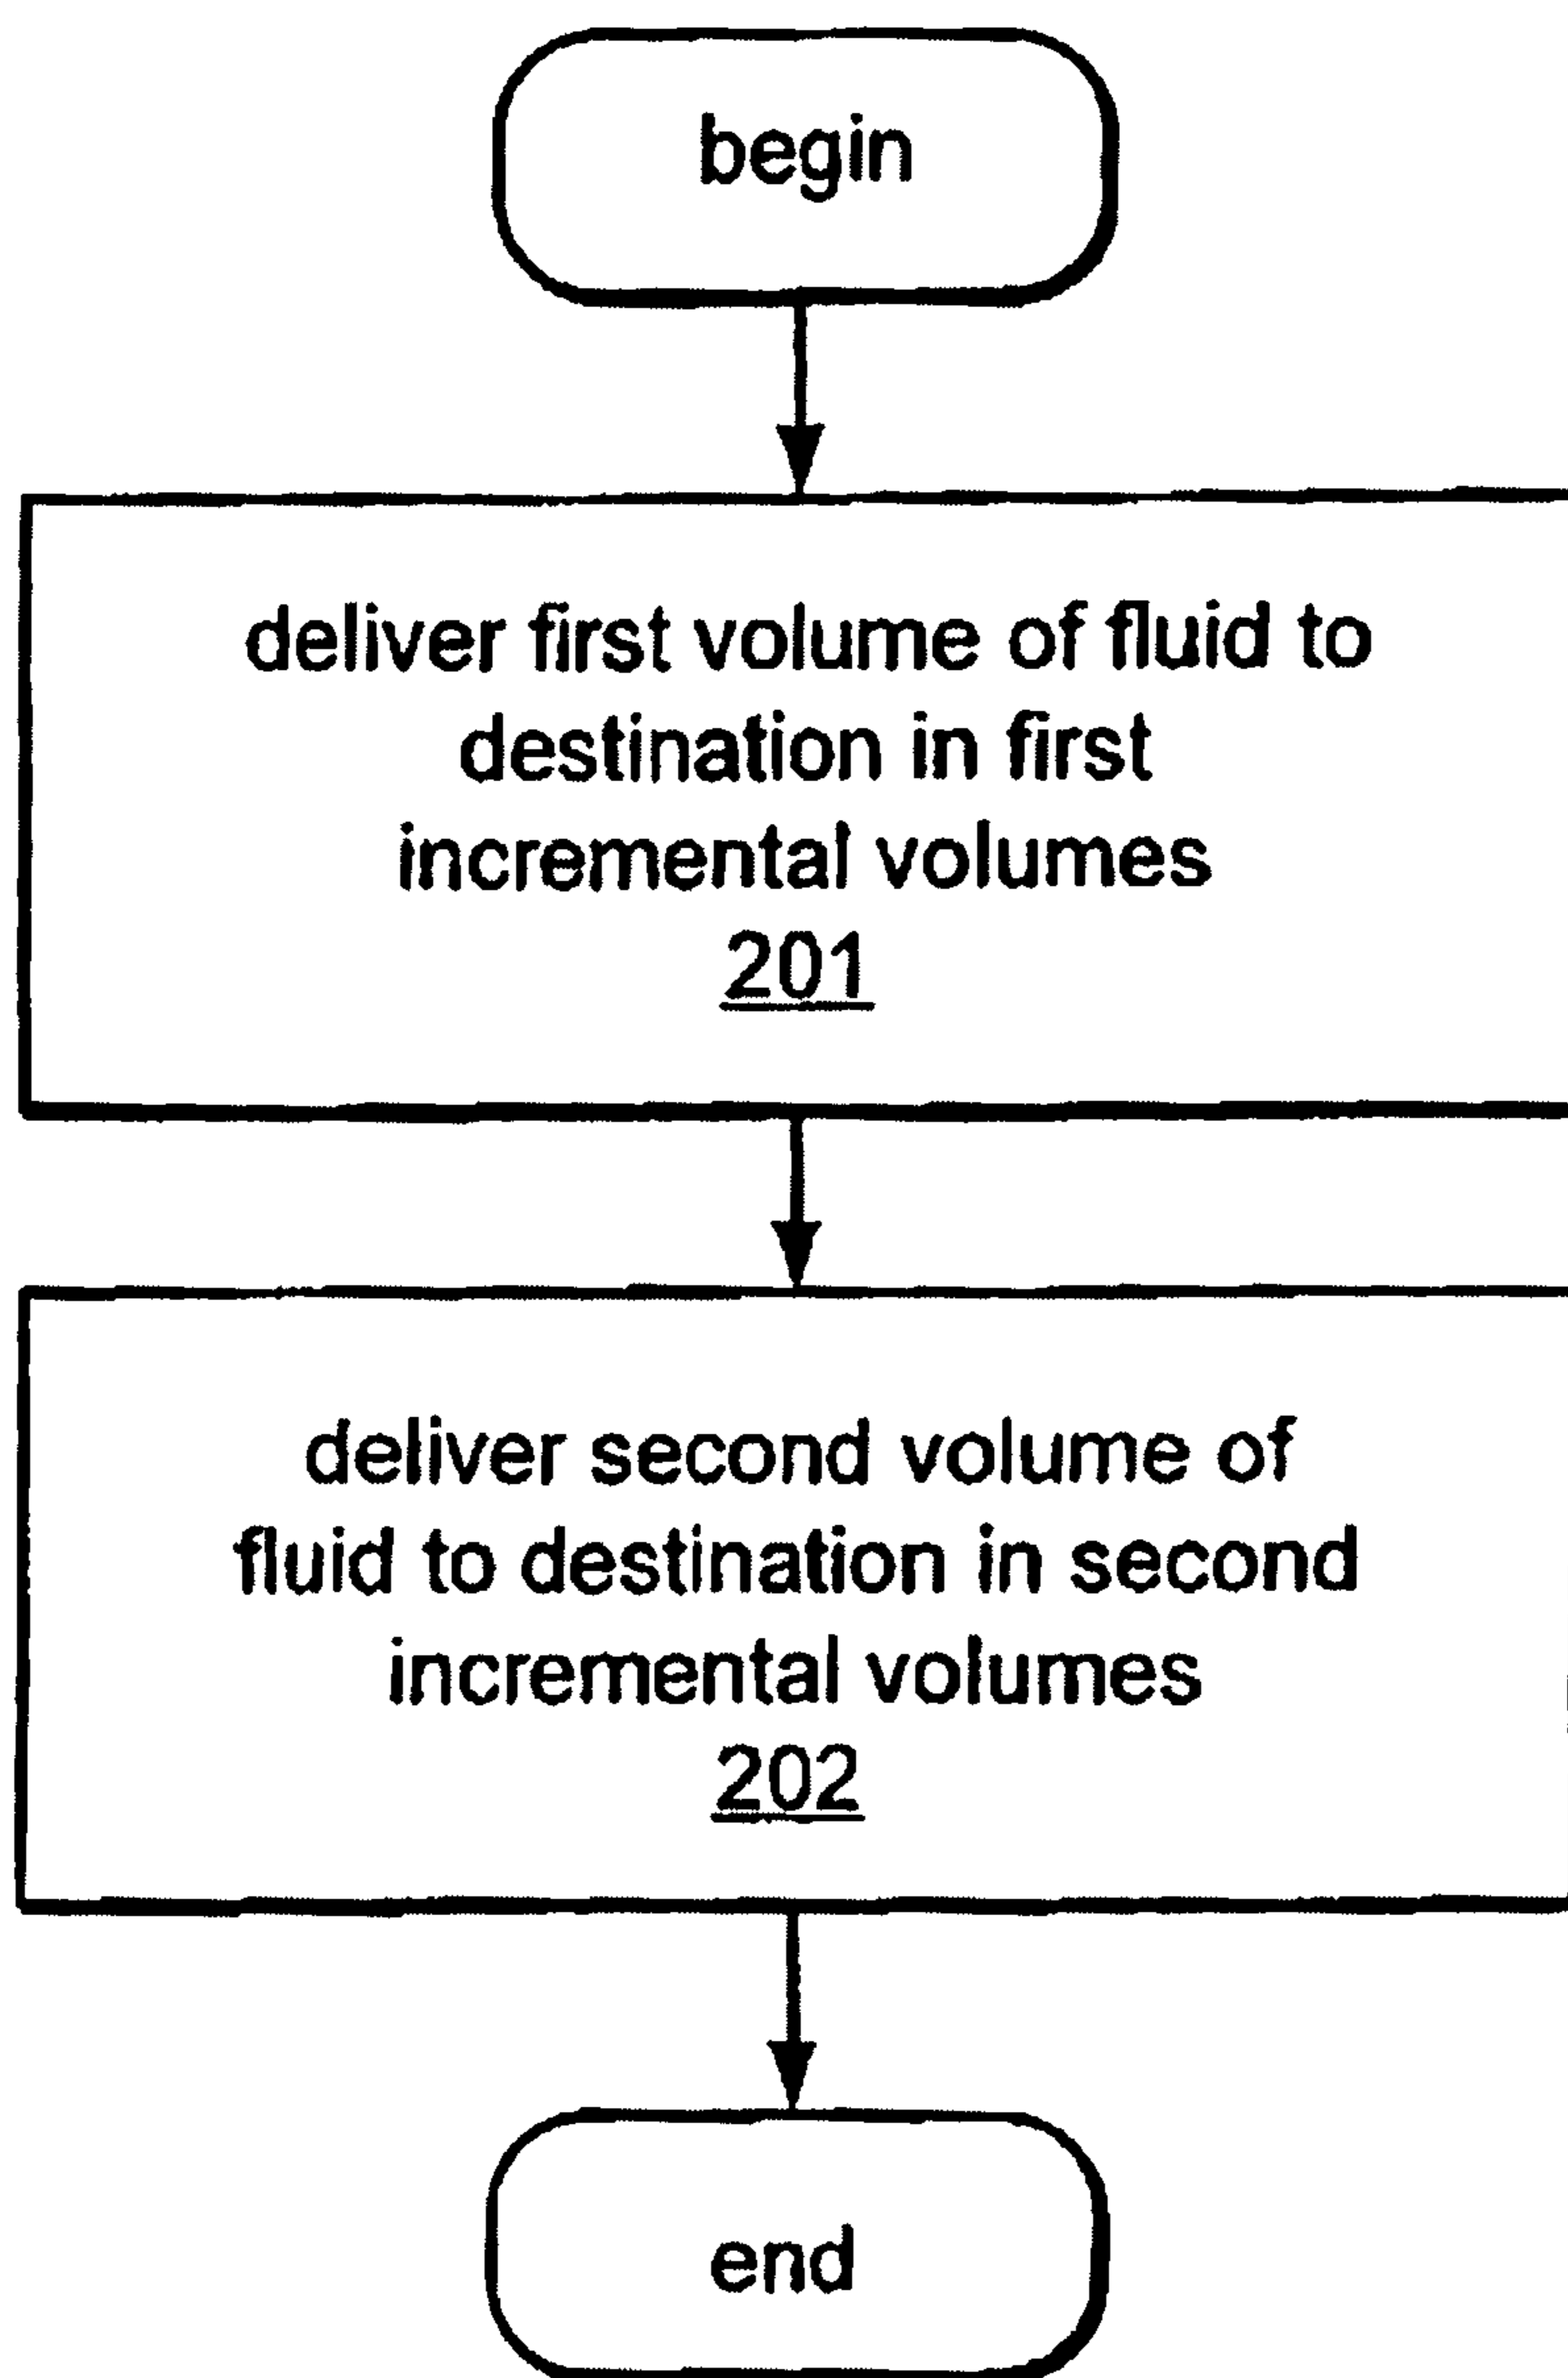 begin
deliver first volume of fluid to
destination in first
incremental volumes
201
deliver second volume of
fluid to destination in second
incremental volumes
202
end